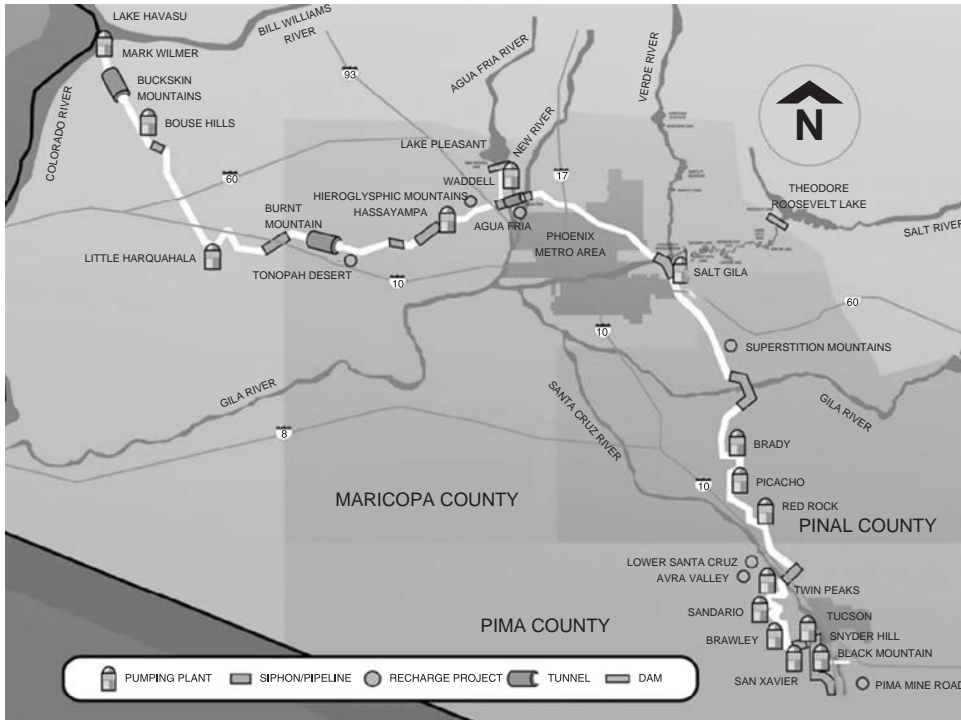 LAKE HAVASU
BILL WILLIAMS
RIVER
MARK WILMER
93
AGUA FRIA RIVER
VERDE RIVER
N
BUCKSKIN
MOUNTAINS
COLORADO RIVER
BOUSE HILLS
NEW RIVER
LAKE PLEASANT
60
17
WADDELL
THEODORE
ROOSEVELT LAKE
HIEROGLYSPHIC MOUNTAINS
HASSAYAMPA
BURNT
MOUNTAIN
AGUA FRIA
SALT RIVER
PHOENIX
METRO AREA
LITTLE HARQUAHALA
TONOPAH DESERT
10
SALT GILA
60
10
SUPERSTITION MOUNTAINS
GILA RIVER
SANTA CRUZ RIVER
GILA RIVER
8
BRADY
10
PICACHO
MARICOPA COUNTY
RED ROCK
PINAL COUNTY
LOWER SANTA CRUZ
AVRA VALLEY
TWIN PEAKS
SANDARIO
TUCSON
PIMA COUNTY
BRAWLEY
SNYDER HILL
BLACK MOUNTAIN
SAN XAVIER
PIMA MINE ROAD
PUMPING PLANT
SIPHON/PIPELINE
RECHARGE PROJECT
TUNNEL
DAM